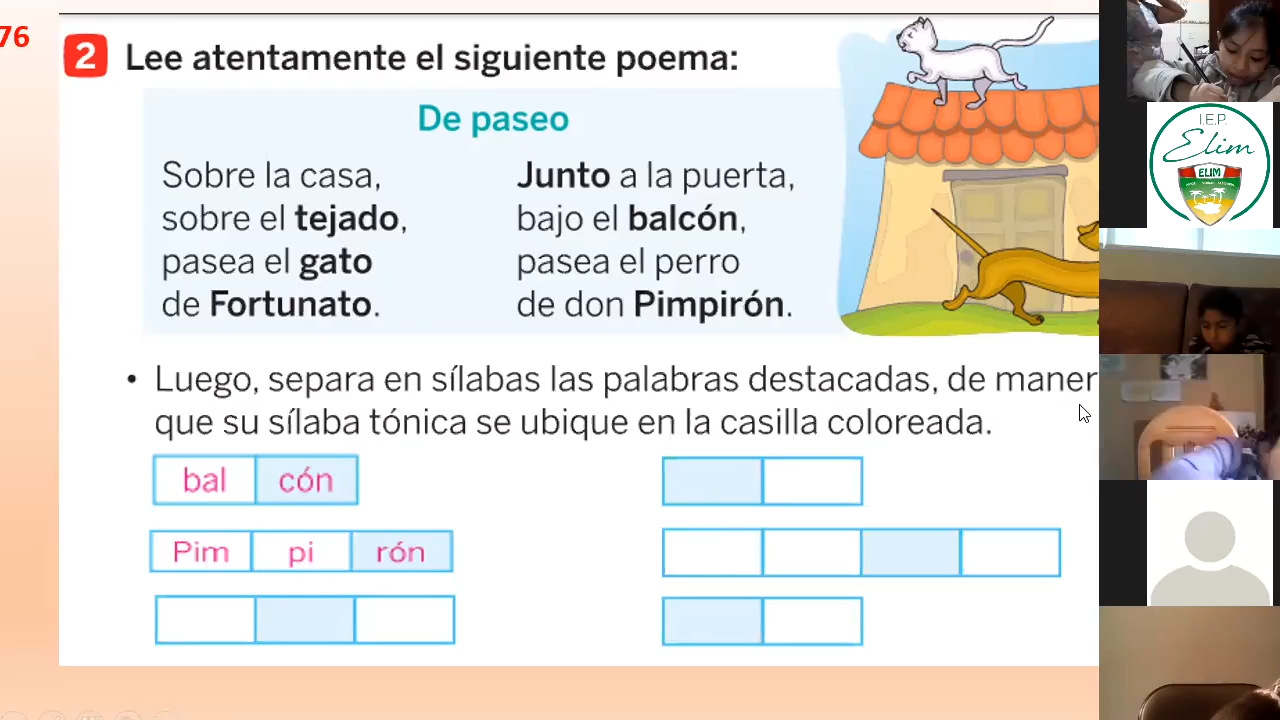 76
2 Lee atentamente el siguiente poema:
De paseo
Sobre la casa,
sobre el tejado,
pasea el gato
de Fortunato.
Junto a la puerta,
bajo el balcón,
pasea el perro
de don Pimpirón.
• Luego, separa en sílabas las palabras destacadas, de maner
que su sílaba tónica se ubique en la casilla coloreada.
bal cón
Pim pi rón
I.E.P.
Elim
ELIM